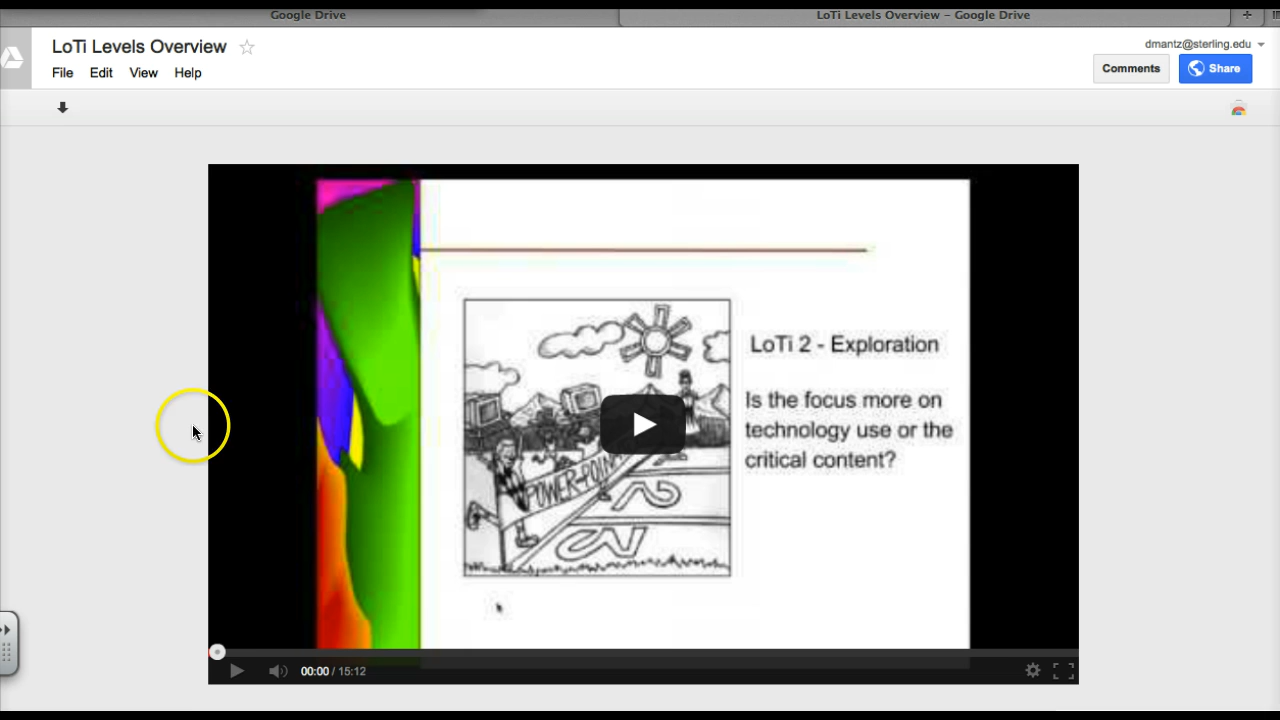 Google Drive
LoTi Levels Overview – Google Drive
LoTi Levels Overview
dmantz@sterling.edu
File Edit View Help
Comments
Share
LoTi 2 - Exploration
Is the focus more on
technology use or the
critical content?
POWER-POINT
2
2
00:00 / 15:12